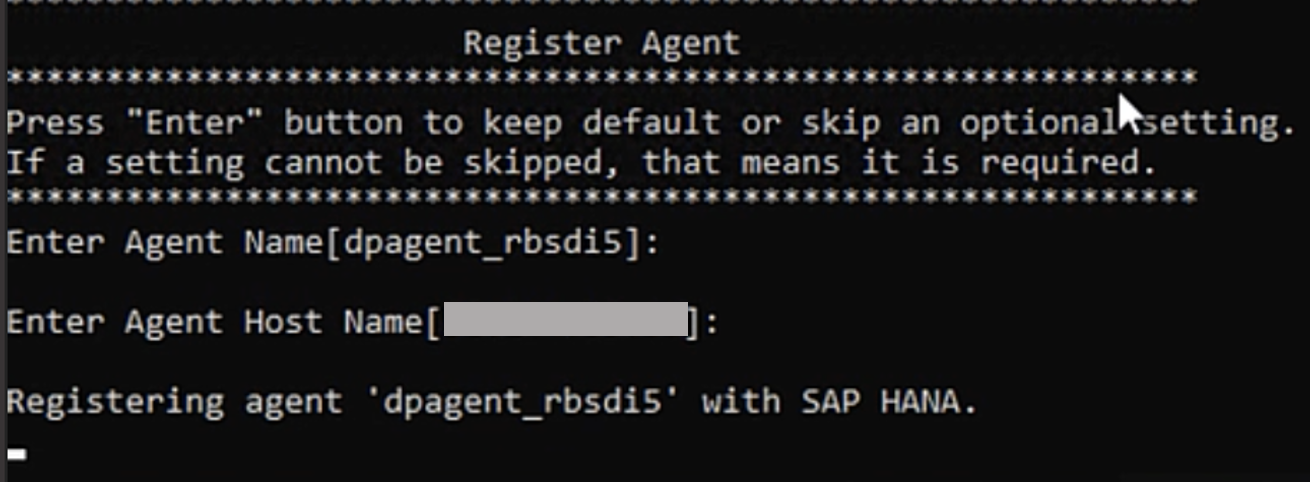 ************************************************************
Register Agent
************************************************************
Press "Enter" button to keep default or skip an optional setting.
If a setting cannot be skipped, that means it is required.
************************************************************
Enter Agent Name[dpagent_rbsdi5]:
Enter Agent Host Name[]:
Registering agent 'dpagent_rbsdi5' with SAP HANA.